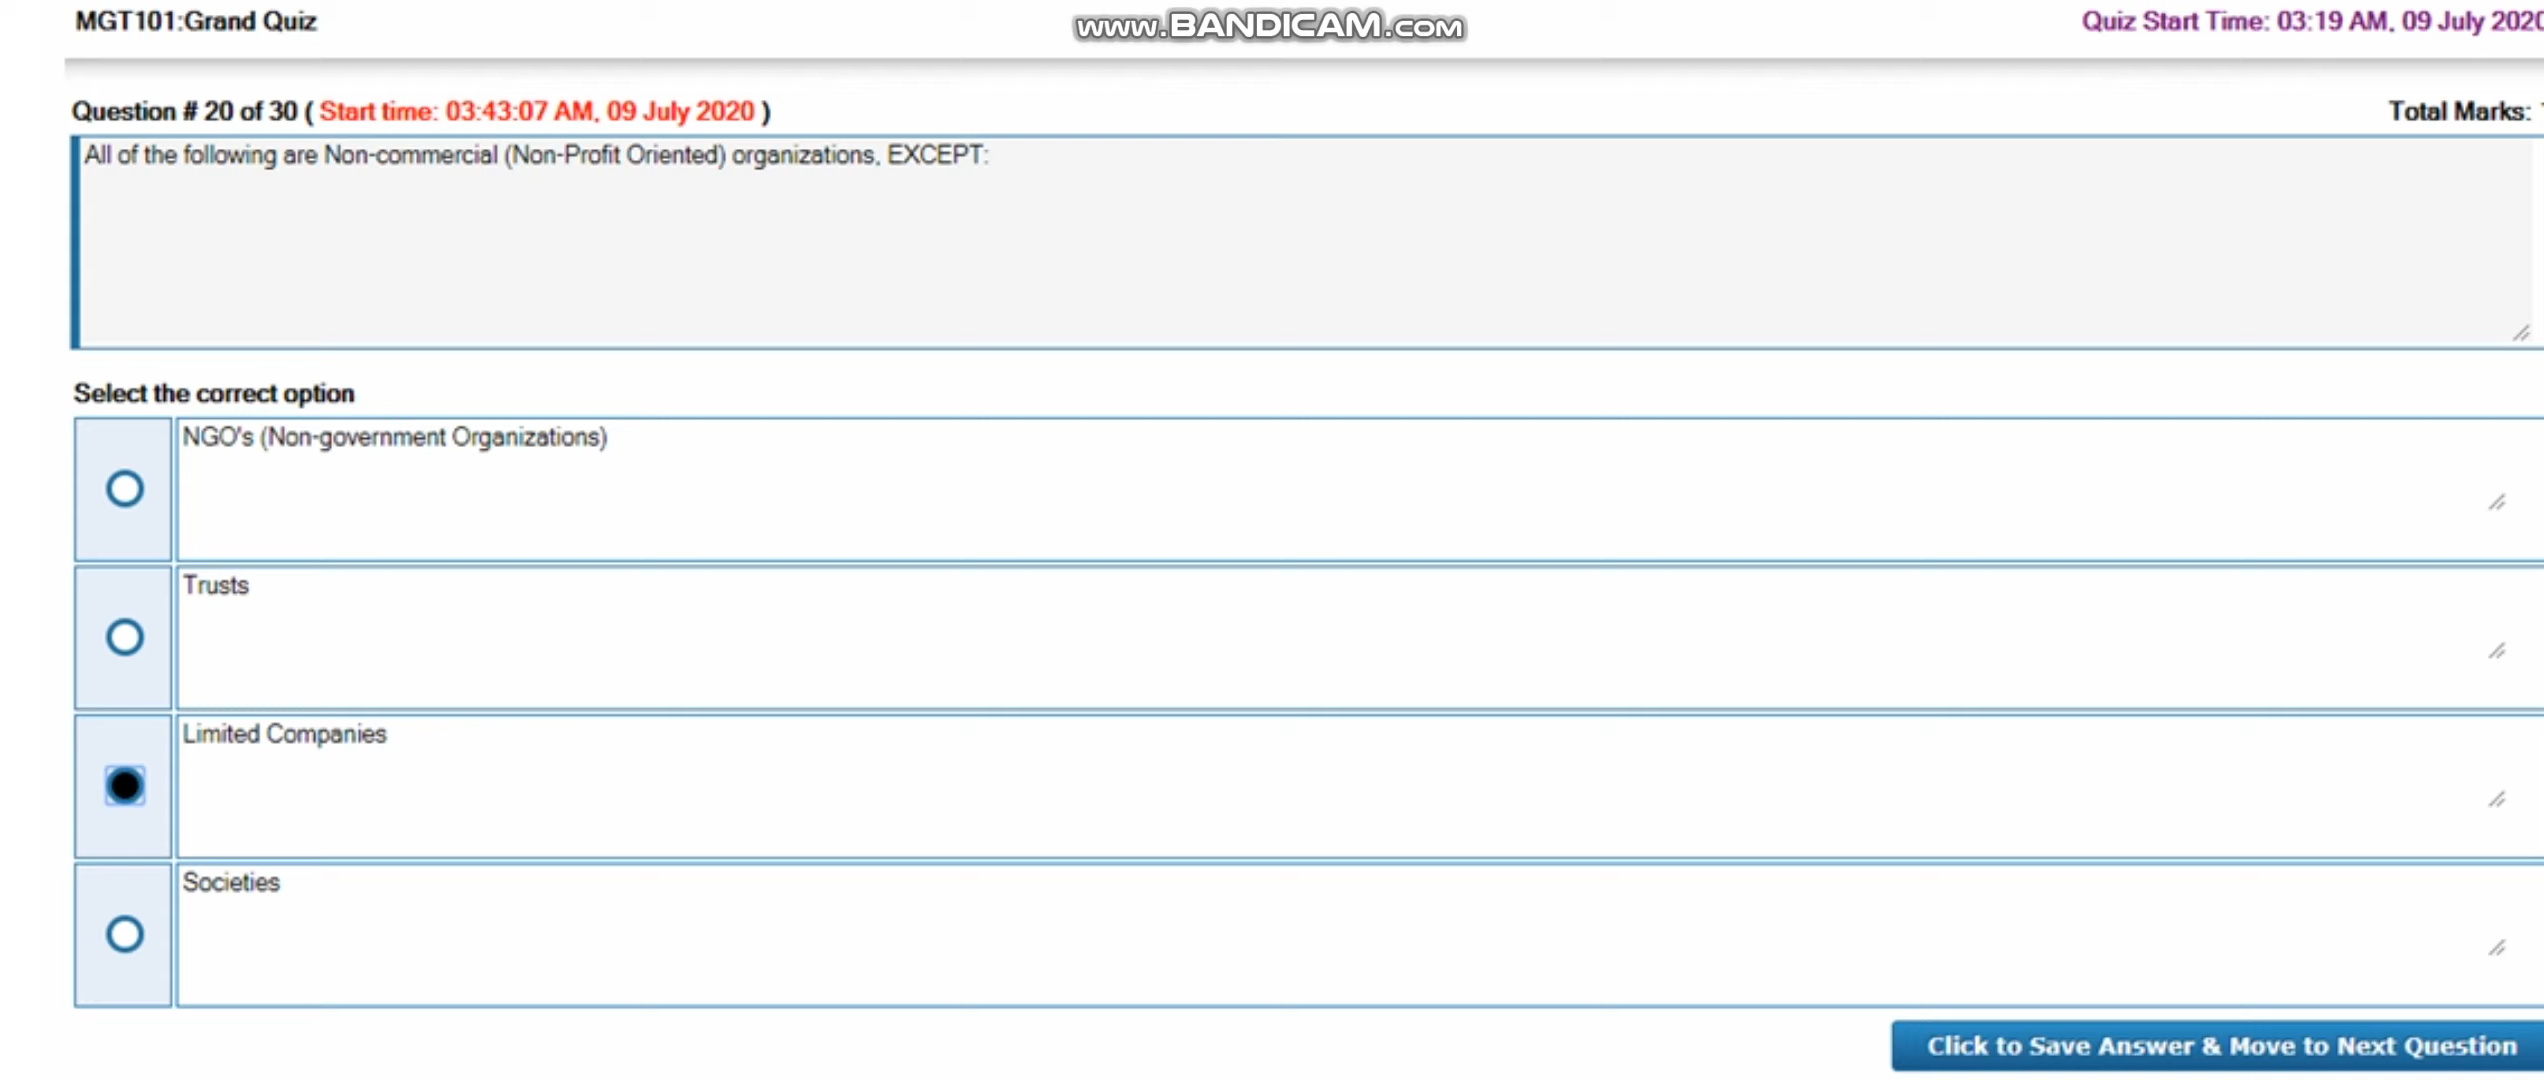 MGT101:Grand Quiz
www.BANDICAM.com
Quiz Start Time: 03:19 AM, 09 July
Question # 20 of 30 ( Start time: 03:43:07 AM, 09 July 2020 )
Total Marks:
All of the following are Non-commercial (Non-Profit Oriented) organizations, EXCEPT:
Select the correct option
NGO's (Non-government Organizations)
Trusts
Limited Companies
Societies
Click to Save Answer & Move to Next Question